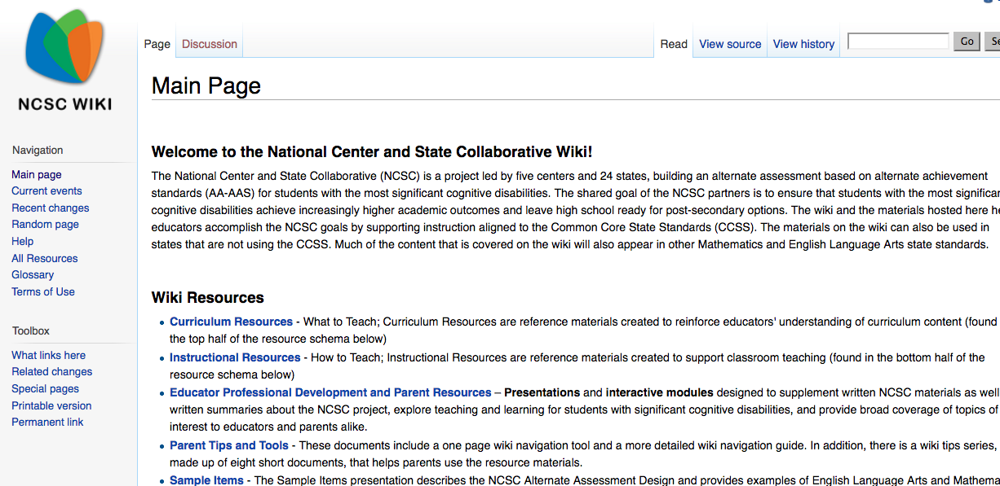 NCSC WIKI
Page
Discussion
Read
View source
View history
Go
Main Page
Navigation
Main page
Current events
Recent changes
Random page
Help
All Resources
Glossary
Terms of Use
Toolbox
What links here
Related changes
Special pages
Printable version
Permanent link
Welcome to the National Center and State Collaborative Wiki!
The National Center and State Collaborative (NCSC) is a project led by five centers and 24 states, building an alternate assessment based on alternate achievement
standards (AA-AAS) for students with the most significant cognitive disabilities. The shared goal of the NCSC partners is to ensure that students with the most
cognitive disabilities achieve increasingly higher academic outcomes and leave high school ready for post-secondary options. The wiki and the materials hosted here
educators accomplish the NCSC goals by supporting instruction aligned to the Common Core State Standards (CCSS). The materials on the wiki can also be used in
states that are not using the CCSS. Much of the content that is covered on the wiki will also appear in other Mathematics and English Language Arts state standards.
Wiki Resources
Curriculum Resources - What to Teach; Curriculum Resources are reference materials created to reinforce educators' understanding of curriculum content (found
the top half of the resource schema below)
Instructional Resources - How to Teach; Instructional Resources are reference materials created to support classroom teaching (found in the bottom half of the
resource schema below)
Educator Professional Development and Parent Resources – Presentations and interactive modules designed to supplement written NCSC materials as well
written summaries about the NCSC project, explore teaching and learning for students with significant cognitive disabilities, and provide broad coverage of topics of
interest to educators and parents alike.
Parent Tips and Tools - These documents include a one page wiki navigation tool and a more detailed wiki navigation guide. In addition, there is a wiki tips series,
made up of eight short documents, that helps parents use the resource materials.
Sample Items - The Sample Items presentation describes the NCSC Alternate Assessment Design and provides examples of English Language Arts and